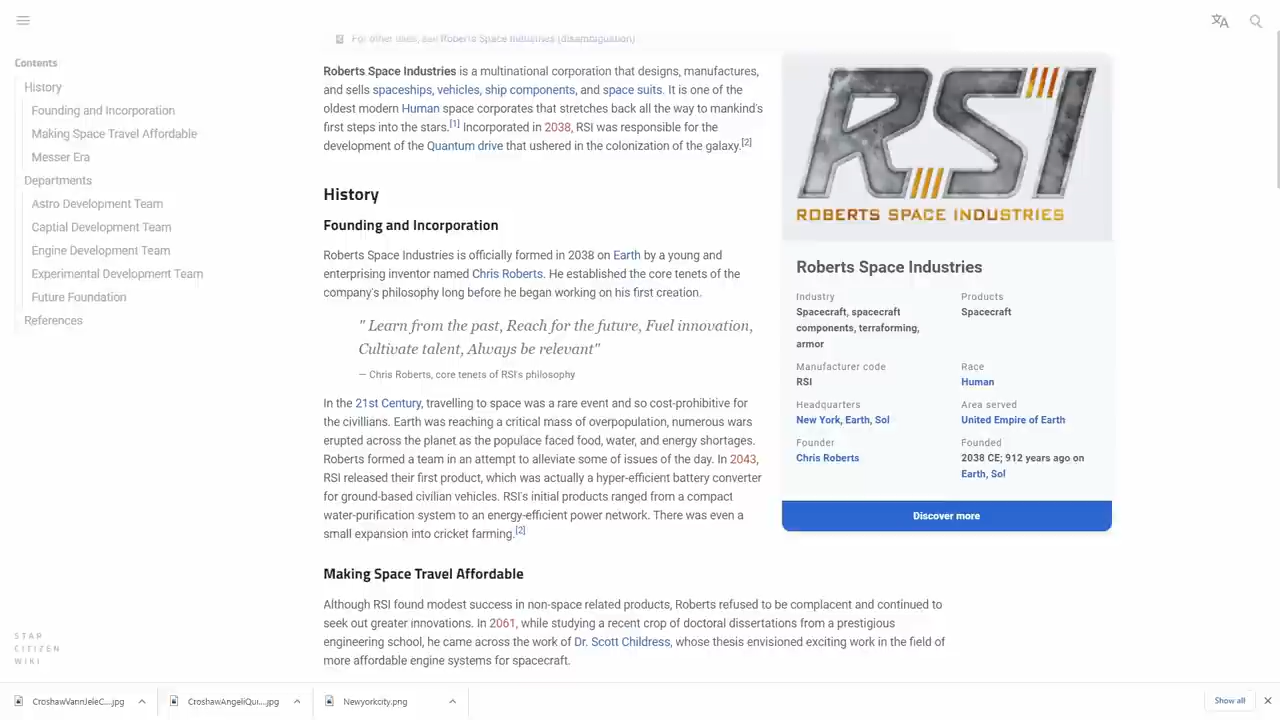 For other uses, see Roberts Space Industries (disambiguation)
Contents
History
Founding and Incorporation
Making Space Travel Affordable
Messer Era
Departments
Astro Development Team
Captial Development Team
Engine Development Team
Experimental Development Team
Future Foundation
References
Roberts Space Industries is a multinational corporation that designs, manufactures,
and sells spaceships, vehicles, ship components, and space suits. It is one of the
oldest modern Human space corporates that stretches back all the way to mankind's
first steps into the stars.[1] Incorporated in 2038, RSI was responsible for the
development of the Quantum drive that ushered in the colonization of the galaxy.[2]
History
Founding and Incorporation
Roberts Space Industries is officially formed in 2038 on Earth by a young and
enterprising inventor named Chris Roberts. He established the core tenets of the
company's philosophy long before he began working on his first creation.
" Learn from the past, Reach for the future, Fuel innovation,
Cultivate talent, Always be relevant"
— Chris Roberts, core tenets of RSI's philosophy
In the 21st Century, travelling to space was a rare event and so cost-prohibitive for
the civillians. Earth was reaching a critical mass of overpopulation, numerous wars
erupted across the planet as the populace faced food, water, and energy shortages.
Roberts formed a team in an attempt to alleviate some of issues of the day. In 2043,
RSI released their first product, which was actually a hyper-efficient battery converter
for ground-based civilian vehicles. RSI's initial products ranged from a compact
water-purification system to an energy-efficient power network. There was even a
small expansion into cricket farming.[2]
Making Space Travel Affordable
Although RSI found modest success in non-space related products, Roberts refused to be complacent and continued to
seek out greater innovations. In 2061, while studying a recent crop of doctoral dissertations from a prestigious
engineering school, he came across the work of Dr. Scott Childress, whose thesis envisioned exciting work in the field of
more affordable engine systems for spacecraft.
RSI
ROBERTS SPACE INDUSTRIES
Roberts Space Industries
Industry
Spacecraft, spacecraft
components, terraforming,
armor
Products
Spacecraft
Manufacturer code
RSI
Race
Human
Headquarters
New York, Earth, Sol
Area served
United Empire of Earth
Founder
Chris Roberts
Founded
2038 CE; 912 years ago on
Earth, Sol
Discover more
STAR
CITIZEN
WIKI
CroshawVannJeleC....jpg
CroshawAngeliQui....jpg
Newyorkcity.png
Show all